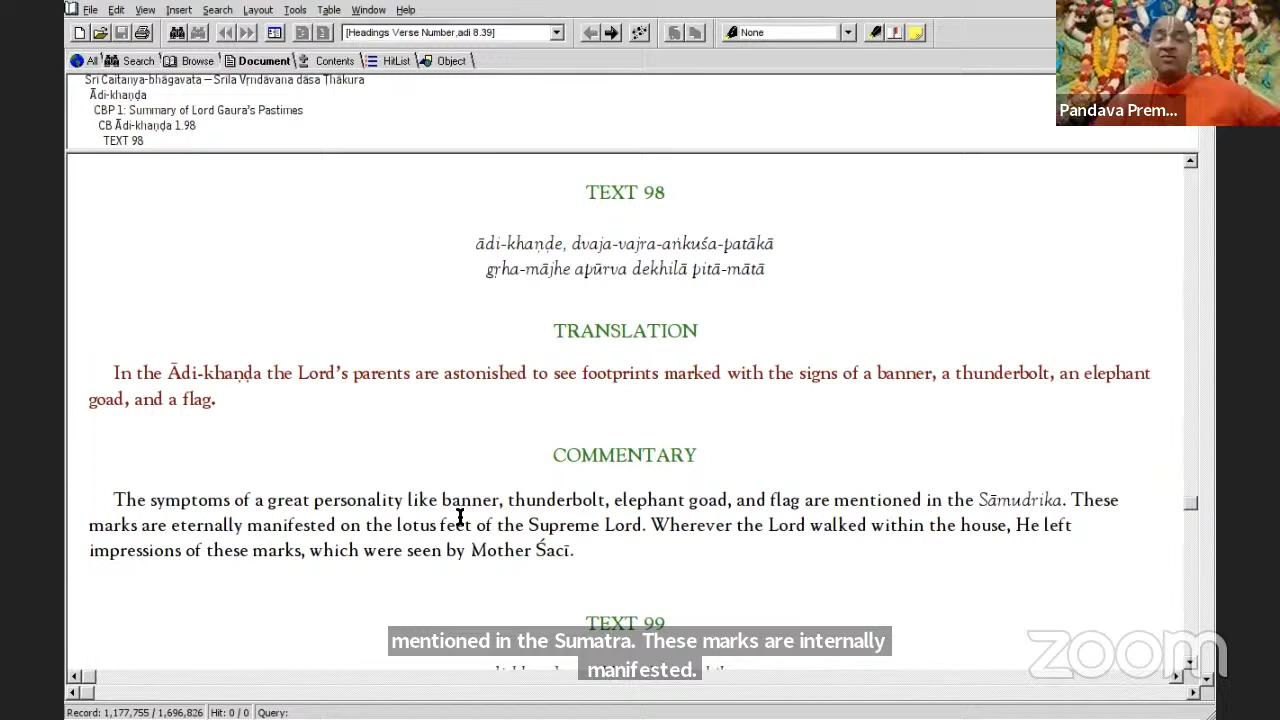 File Edit View Insert Search Layout Tools Table Window Help
[Headings Verse Number,adi 8.39]
None
All Search Browse Document Contents HitList Object
Śrī Caitanya-bhāgavata — Śrīla Vṛndāvana dāsa Ṭhākura
Ādi-khaṇḍa
CBP 1: Summary of Lord Gaura's Pastimes
CB Ādi-khaṇḍa 1.98
TEXT 98
Pandava Prem...
TEXT 98
ādi-khaṇḍe, dvaja-vajra-aṅkuśa-patākā
gṛha-mājhe apūrva dekhilā pitā-mātā
TRANSLATION
In the Ādi-khaṇḍa the Lord's parents are astonished to see footprints marked with the signs of a banner, a thunderbolt, an elephant
goad, and a flag.
COMMENTARY
The symptoms of a great personality like banner, thunderbolt, elephant goad, and flag are mentioned in the Sāmudrika. These
marks are eternally manifested on the lotus feet of the Supreme Lord. Wherever the Lord walked within the house, He left
impressions of these marks, which were seen by Mother Śacī.
TEXT 99
mentioned in the Sumatra. These marks are internally
manifested.
zoom
Record: 1,177,755 / 1,696,826 Hit: 0 / 0 Query: